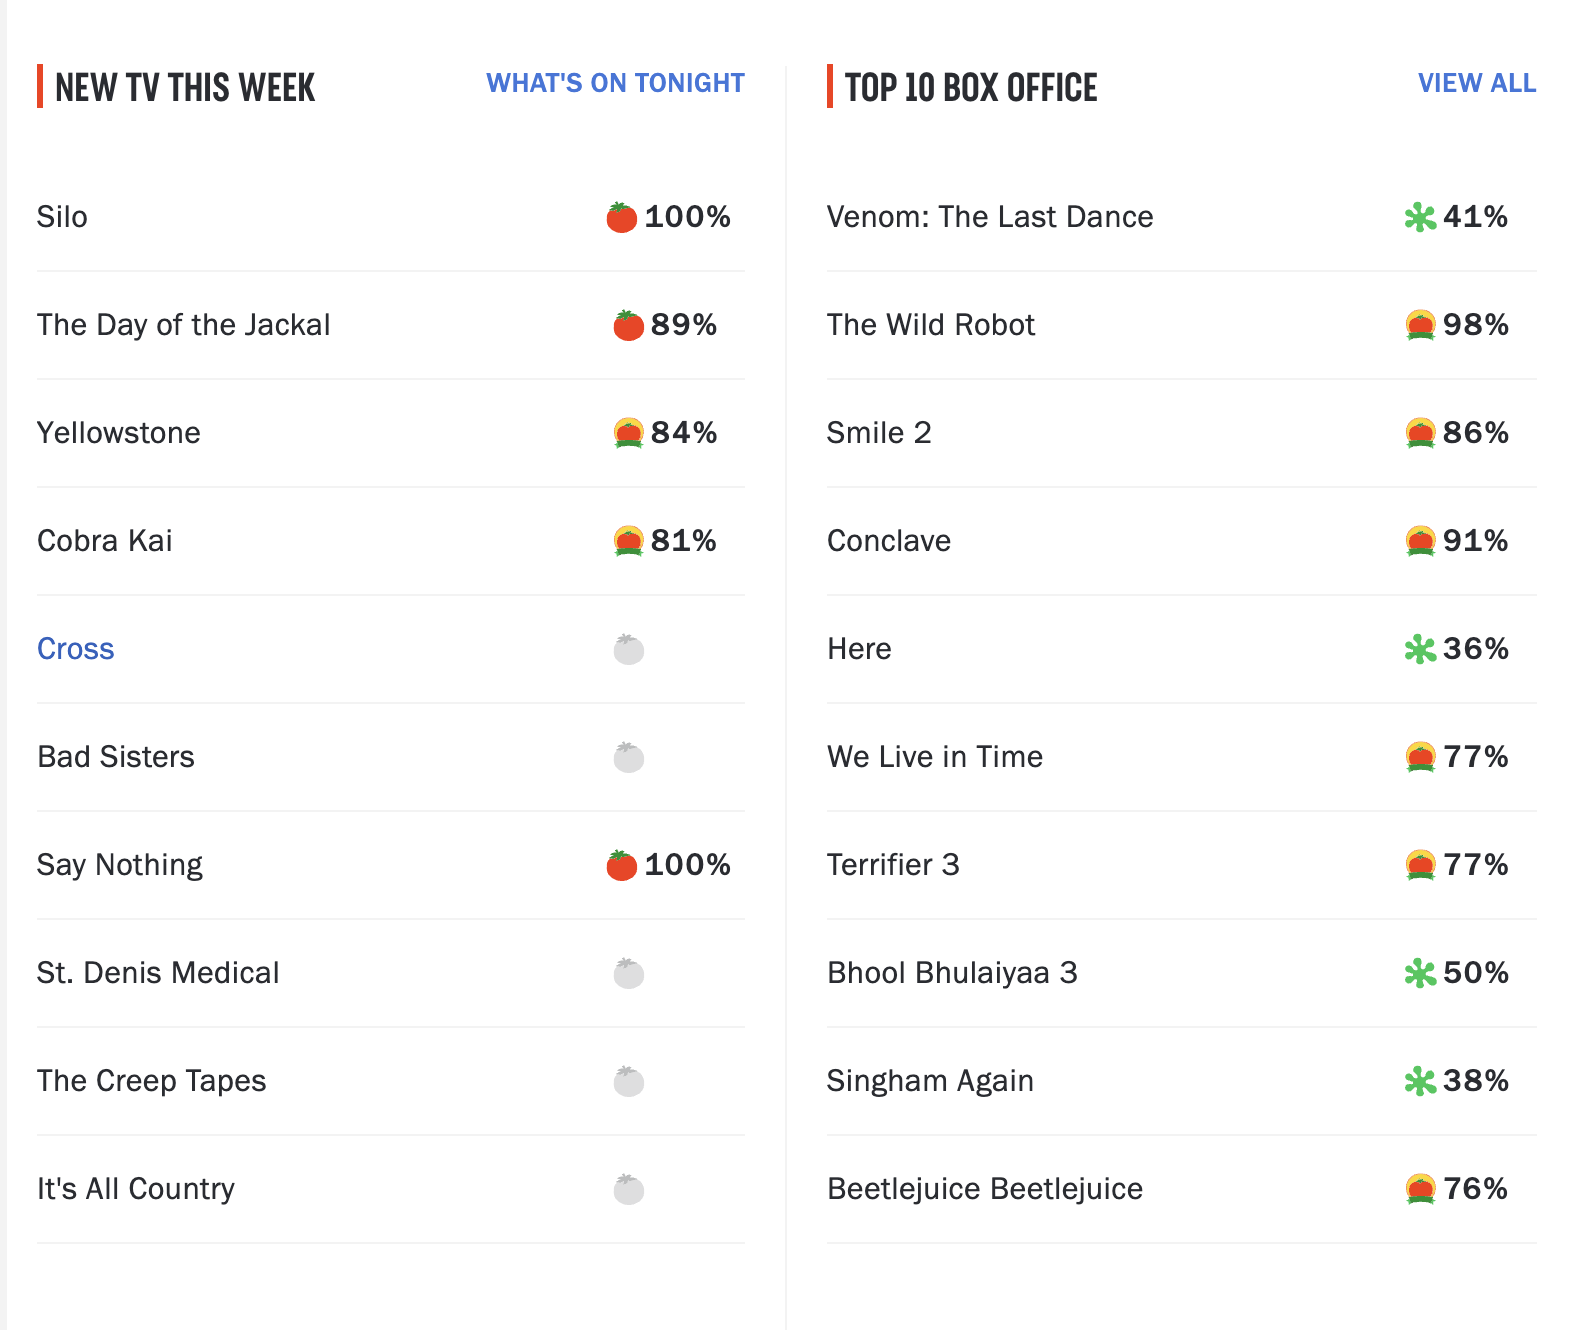 NEW TV THIS WEEK
WHAT'S ON TONIGHT
Silo 100%
The Day of the Jackal 89%
Yellowstone 84%
Cobra Kai 81%
Cross
Bad Sisters
Say Nothing 100%
St. Denis Medical
The Creep Tapes
It's All Country
TOP 10 BOX OFFICE
VIEW ALL
Venom: The Last Dance 41%
The Wild Robot 98%
Smile 2 86%
Conclave 91%
Here 36%
We Live in Time 77%
Terrifier 3 77%
Bhool Bhulaiyaa 3 50%
Singham Again 38%
Beetlejuice Beetlejuice 76%